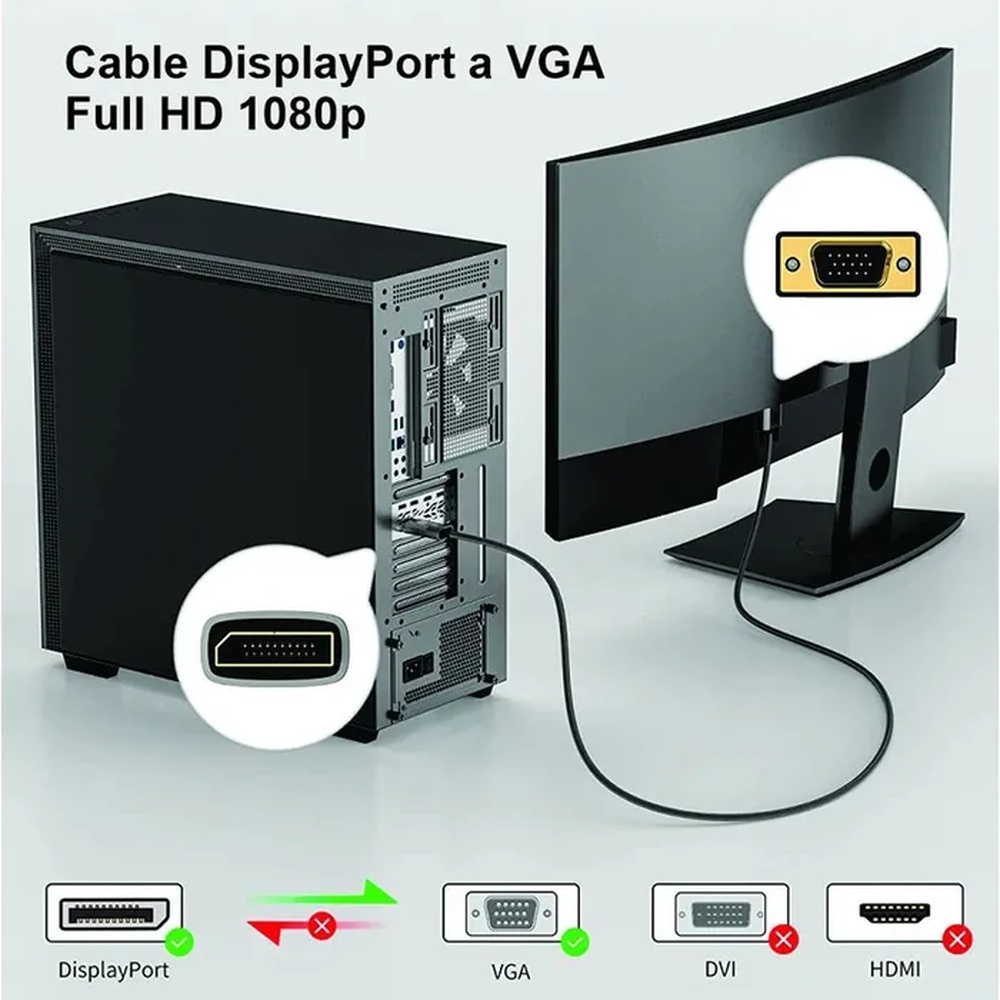 Cable DisplayPort a VGA
Full HD 1080p
DisplayPort
VGA
DVI
HDMI